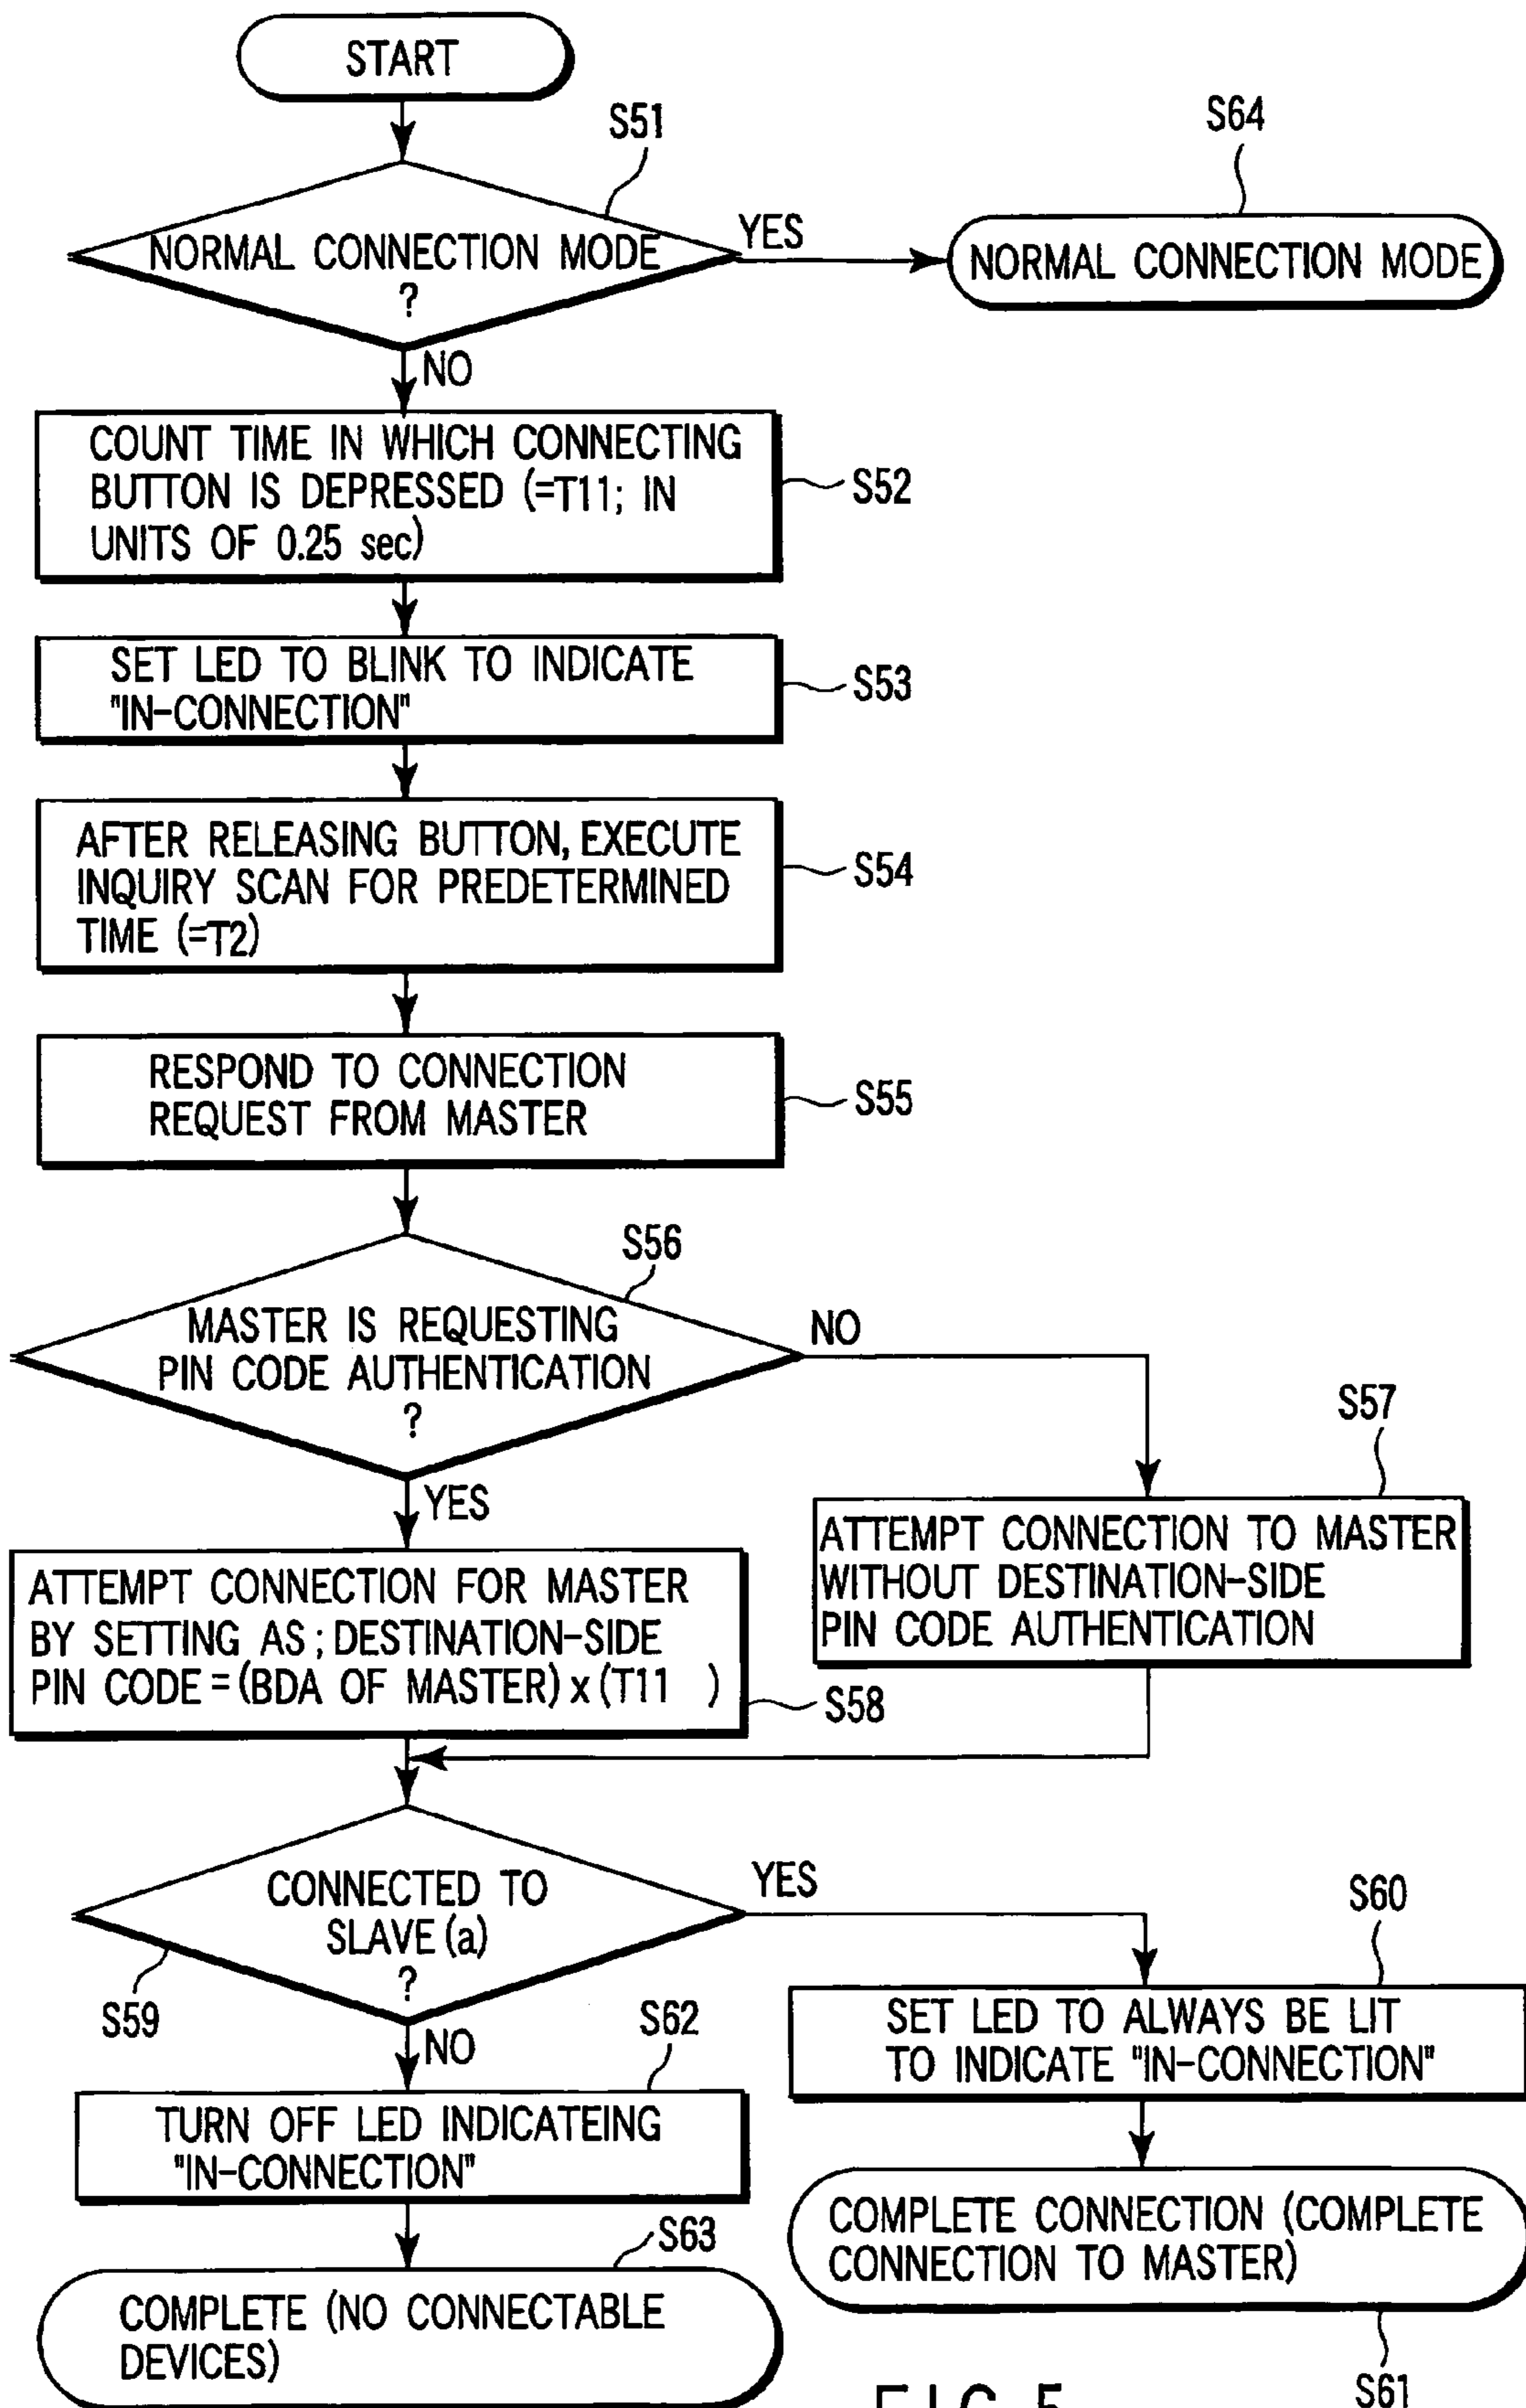 START
S51
S64
NORMAL CONNECTION MODE
?
YES
NORMAL CONNECTION MODE
NO
COUNT TIME IN WHICH CONNECTING
BUTTON IS DEPRESSED (=T11; IN
UNITS OF 0.25 sec)
S52
SET LED TO BLINK TO INDICATE
"IN-CONNECTION"
S53
AFTER RELEASING BUTTON, EXECUTE
INQUIRY SCAN FOR PREDETERMINED
TIME (=T2)
S54
RESPOND TO CONNECTION
REQUEST FROM MASTER
S55
S56
MASTER IS REQUESTING
PIN CODE AUTHENTICATION
?
NO
YES
S57
ATTEMPT CONNECTION TO MASTER
WITHOUT DESTINATION-SIDE
PIN CODE AUTHENTICATION
ATTEMPT CONNECTION FOR MASTER
BY SETTING AS ; DESTINATION-SIDE
PIN CODE = (BDA OF MASTER) x (T11 )
S58
CONNECTED TO
SLAVE (a)
?
YES
S59
NO
S60
SET LED TO ALWAYS BE LIT
TO INDICATE "IN-CONNECTION"
S62
TURN OFF LED INDICATEING
"IN-CONNECTION"
COMPLETE CONNECTION (COMPLETE
CONNECTION TO MASTER)
S61
S63
COMPLETE (NO CONNECTABLE
DEVICES)
FIG. 5